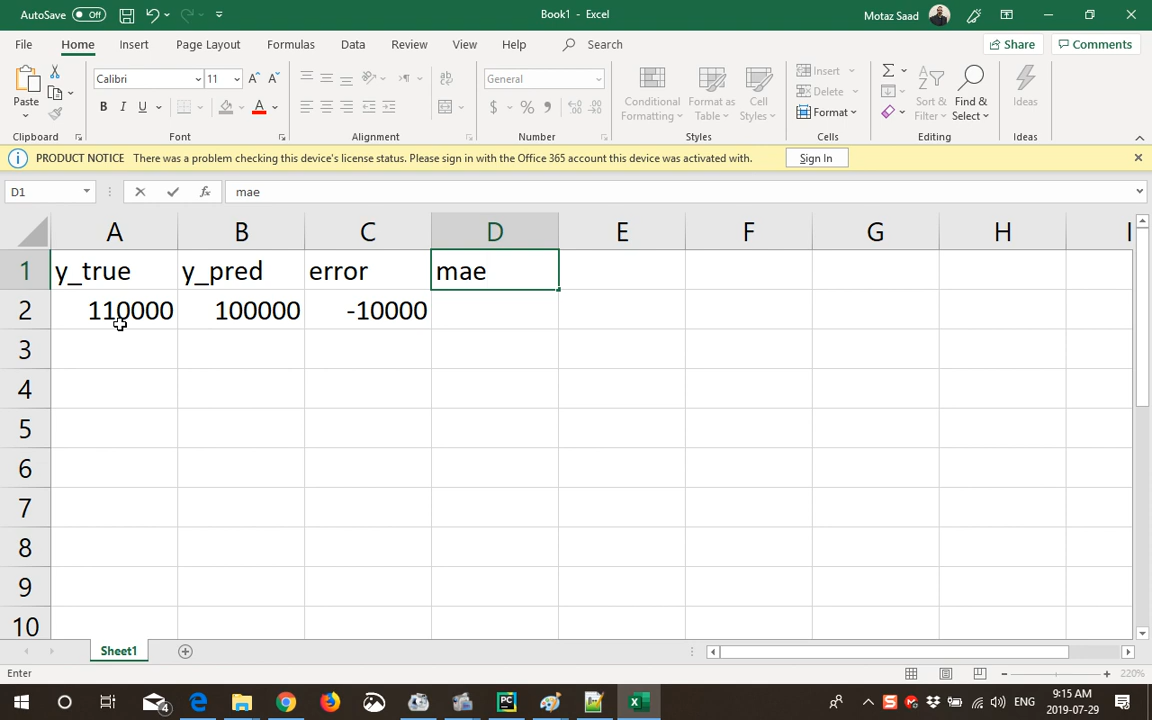 AutoSave Off Book1 - Excel Motaz Saad
File Home Insert Page Layout Formulas Data Review View Help Search Share Comments
Paste Calibri 11 General Conditional Formatting Format as Table Cell Styles Insert Delete Format Sort & Filter Find & Select Ideas
Clipboard Font Alignment Number Styles Cells Editing Ideas
PRODUCT NOTICE There was a problem checking this device's license status. Please sign in with the Office 365 account this device was activated with. Sign In
D1 fx mae
A B C D E F G H I
1 y_true y_pred error mae
2 110000 100000 -10000
3
4
5
6
7
8
9
10
Sheet1
Enter 220%
4 ENG 9:15 AM
2019-07-29